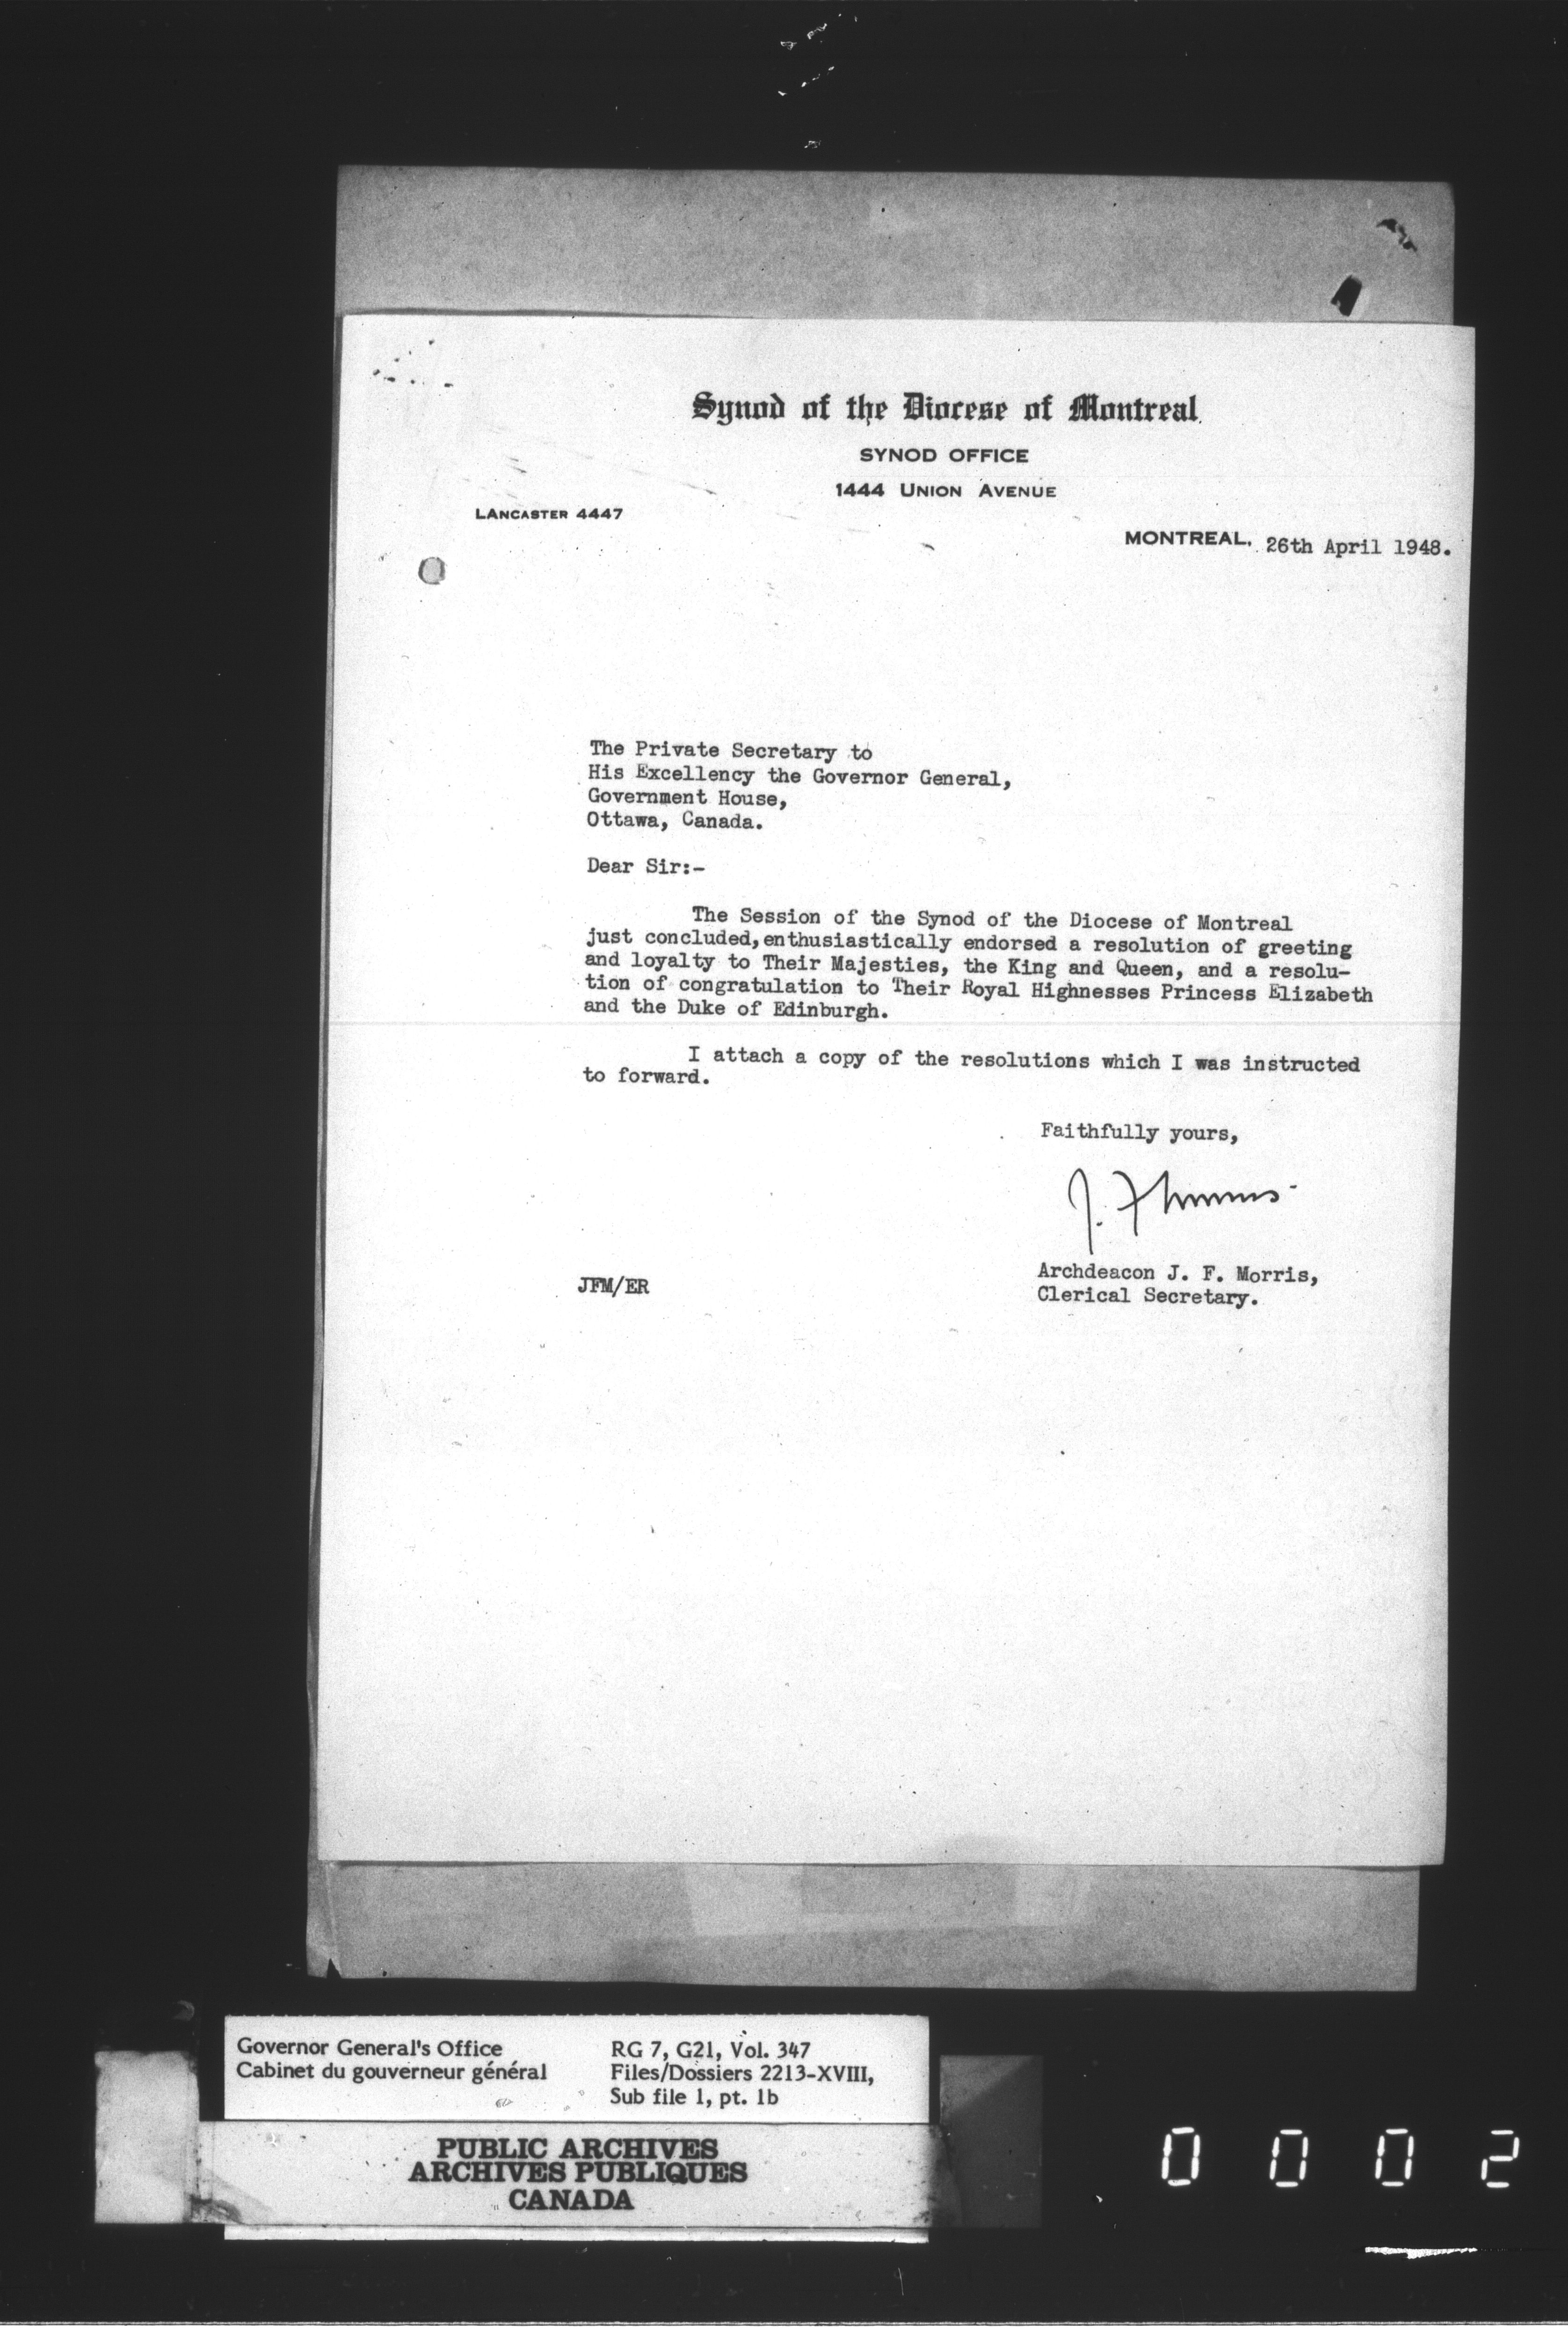 Synod of the Diocese of Montreal
SYNOD OFFICE
1444 UNION AVENUE
LANCASTER 4447
MONTREAL, 26th April 1948.
The Private Secretary to
His Excellency the Governor General,
Government House,
Ottawa, Canada.
Dear Sir:-
The Session of the Synod of the Diocese of Montreal
just concluded, enthusiastically endorsed a resolution of greeting
and loyalty to Their Majesties, the King and Queen, and a resolu-
tion of congratulation to Their Royal Highnesses Princess Elizabeth
and the Duke of Edinburgh.
I attach a copy of the resolutions which I was instructed
to forward.
Faithfully yours,
J. F Morris
Archdeacon J. F. Morris,
Clerical Secretary.
JFM/ER
Governor General's Office
Cabinet du gouverneur général
RG 7, G21, Vol. 347
Files/Dossiers 2213-XVIII,
Sub file 1, pt. 1b
PUBLIC ARCHIVES
ARCHIVES PUBLIQUES
CANADA
0002